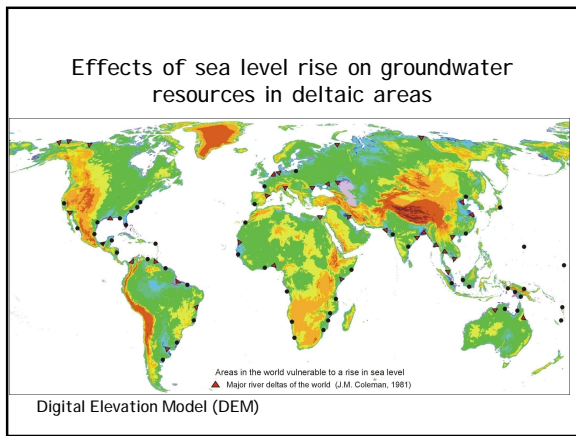 Effects of sea level rise on groundwater
resources in deltaic areas
Areas in the world vulnerable to a rise in sea level
Major river deltas of the world (J.M. Coleman, 1981)
Digital Elevation Model (DEM)